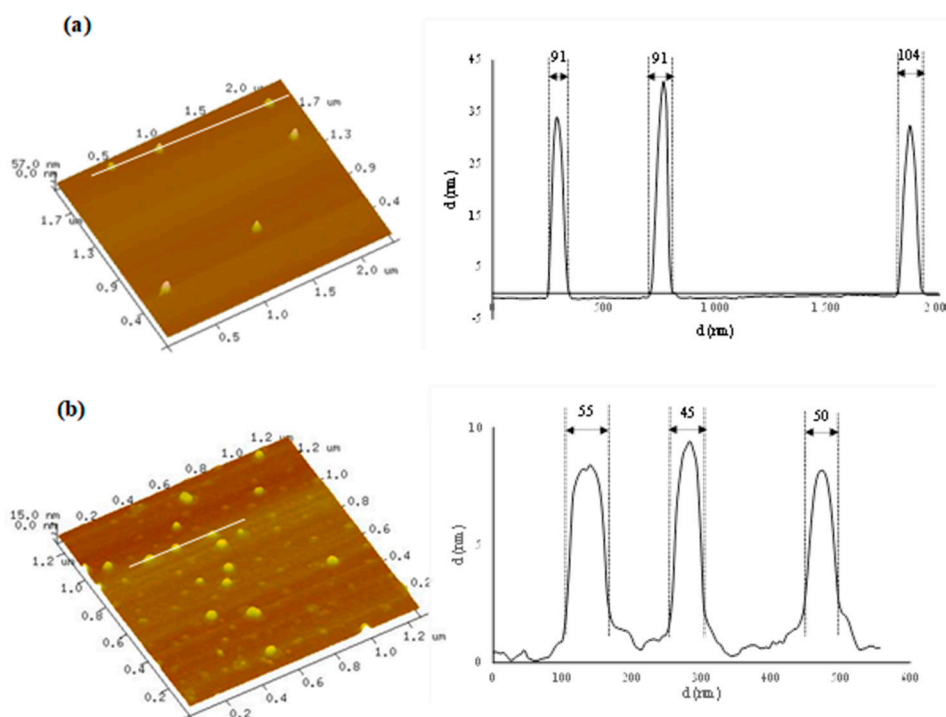 (a)
2.0 1.7 um
1.5
1.0 1.3
0.5
57.0 nm
0.0 nm 0.9
1.7 0.4
1.3
0.9 2.0 um
1.5
0.4 1.0
0.5
91 91 104
45
35
25
15
5
-5
0 500 1 000 1 500 2 000
d (nm)
d (nm)
(b)
1.2 1.2 um
1.0
0.8 1.0
0.6
0.4 0.8
0.2
15.0 nm 0.6
0.0 nm
1.2 0.4
1.0 0.2
0.8
0.6 1.2 um
1.0
0.4 0.8
0.6
0.2 0.4
0.2
55 45 50
10
5
0
0 100 200 300 400 500 600
d (nm)
d (nm)